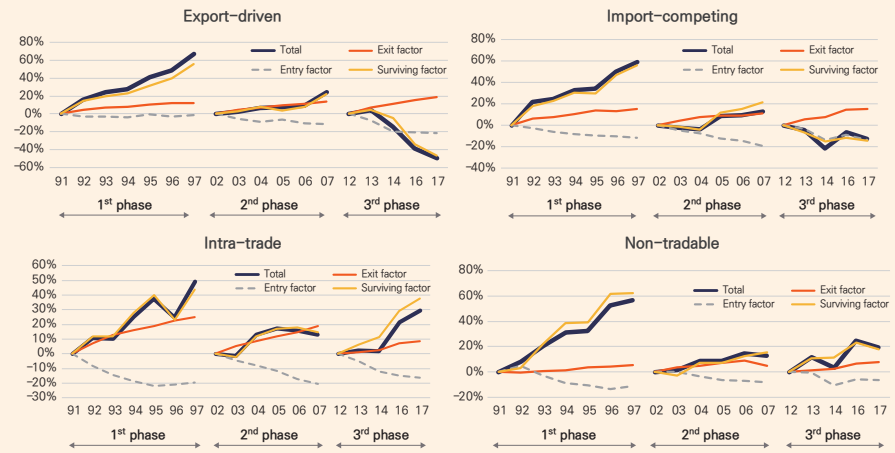 Export-driven
80%
60%
40%
20%
0%
-20%
-40%
-60%
Total
Exit factor
Entry factor
Surviving factor
91 92 93 94 95 96 97 02 03 04 05 06 07 12 13 14 16 17
1st phase 2nd phase 3rd phase
Import-competing
80%
60%
40%
20%
0%
-20%
-40%
Total
Exit factor
Entry factor
Surviving factor
91 92 93 94 95 96 97 02 03 04 05 06 07 12 13 14 16 17
1st phase 2nd phase 3rd phase
Intra-trade
60%
50%
40%
30%
20%
10%
0%
-10%
-20%
-30%
Total
Exit factor
Entry factor
Surviving factor
91 92 93 94 95 96 97 02 03 04 05 06 07 12 13 14 16 17
1st phase 2nd phase 3rd phase
Non-tradable
80%
60%
40%
20%
0%
-20%
Total
Exit factor
Entry factor
Surviving factor
91 92 93 94 95 96 97 02 03 04 05 06 07 12 13 14 16 17
1st phase 2nd phase 3rd phase